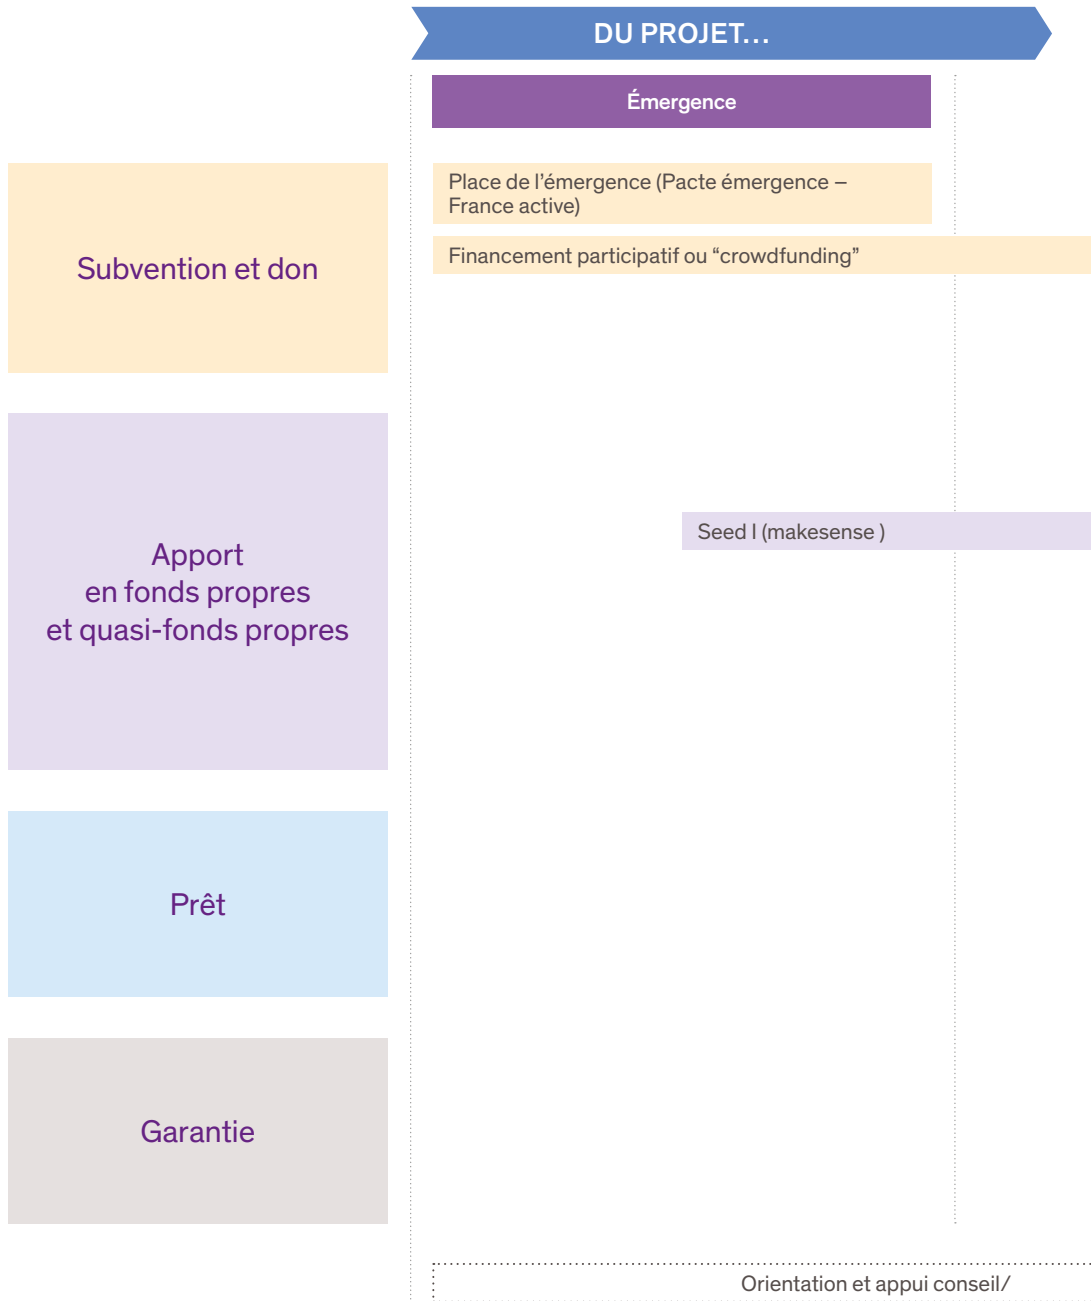 DU PROJET…
Émergence
Subvention et don
Place de l’émergence (Pacte émergence –
France active)
Financement participatif ou “crowdfunding”
Apport
en fonds propres
et quasi-fonds propres
Seed I (makesense )
Prêt
Garantie
Orientation et appui conseil/